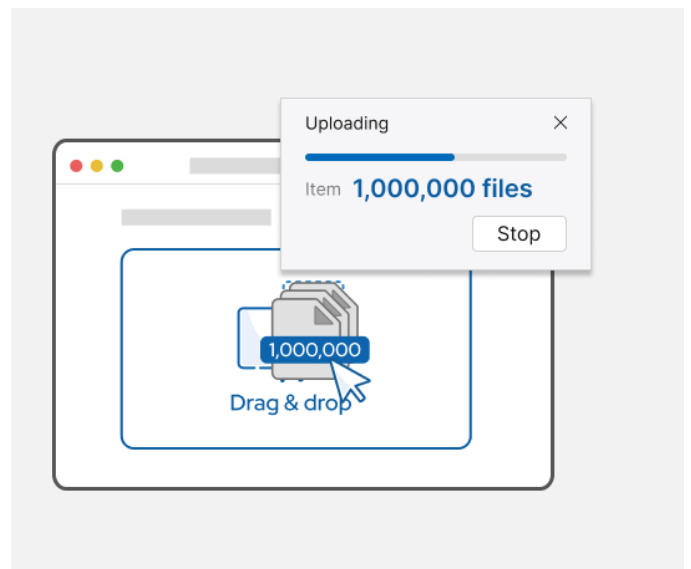 Uploading
Item 1,000,000 files
Stop
1,000,000
Drag & drop